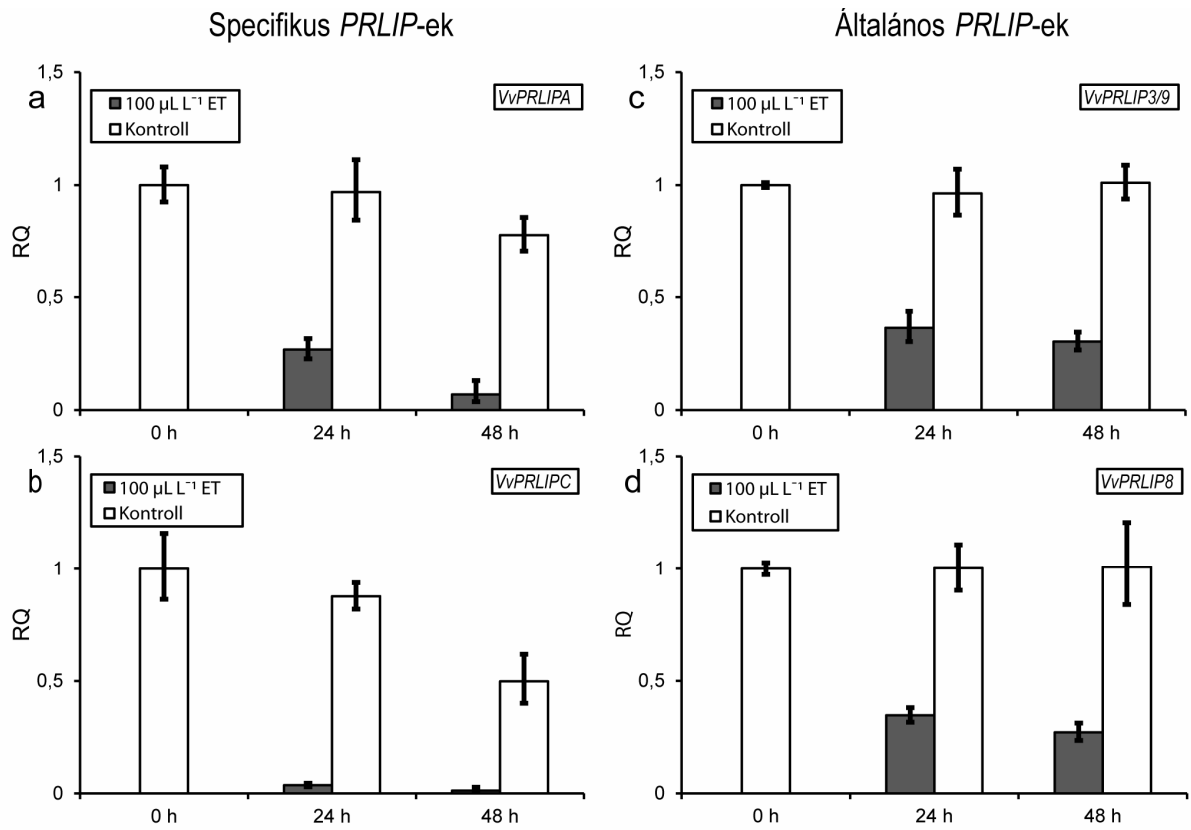 Specifikus PRLIP-ek
Általános PRLIP-ek
a
1,5
100 µL L⁻¹ ET
Kontroll
VvPRLIPA
1
RQ
0,5
0
0 h
24 h
48 h
c
1,5
100 µL L⁻¹ ET
Kontroll
VvPRLIP3/9
1
RQ
0,5
0
0 h
24 h
48 h
b
1,5
100 µL L⁻¹ ET
Kontroll
VvPRLIPC
1
RQ
0,5
0
0 h
24 h
48 h
d
1,5
100 µL L⁻¹ ET
Kontroll
VvPRLIP8
1
RQ
0,5
0
0 h
24 h
48 h